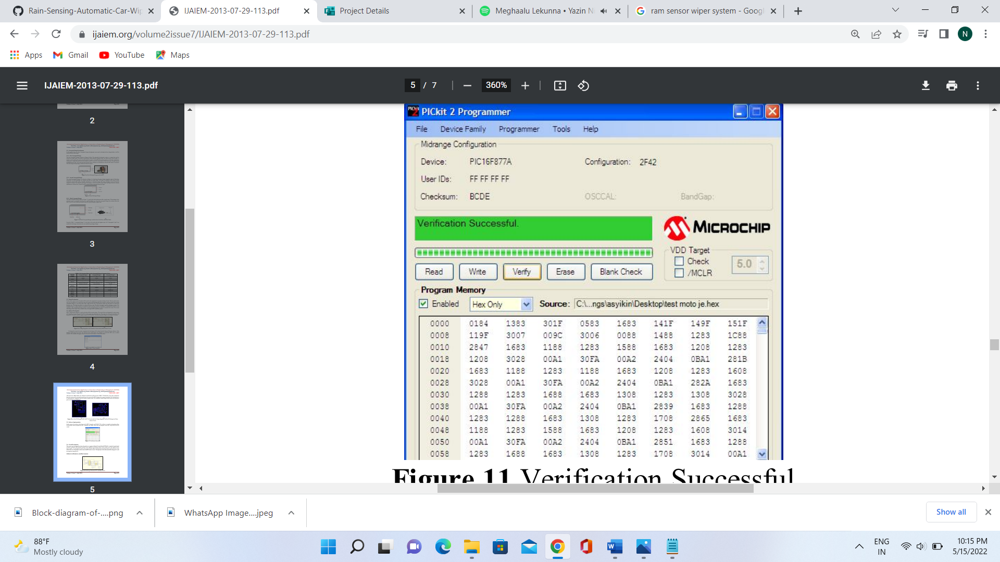 Rain-Sensing-Automatic-Car-Wip
IJAIEM-2013-07-29-113.pdf
Project Details
Meghaalu Lekunna • Yazin Ni
ram sensor wiper system - Goog
ijaiem.org/volume2issue7/IJAIEM-2013-07-29-113.pdf
N
Apps
Gmail
YouTube
Maps
IJAIEM-2013-07-29-113.pdf
5 / 7
360%
2
3
4
5
PICkit 2 Programmer
File Device Family Programmer Tools Help
Midrange Configuration
Device: PIC16F877A Configuration: 2F42
User IDs: FF FF FF FF
Checksum: BCDE OSCCAL: BandGap:
Verification Successful.
MICROCHIP
VDD Target
Check
/MCLR
5.0
Read Write Verify Erase Blank Check
Program Memory
Enabled Hex Only Source: C:\...ngs\asyikin\Desktop\test moto je.hex
0000 0184 1383 301F 0583 1683 141F 149F 151F
0008 119F 3007 009C 3006 0088 1488 1283 1C88
0010 2847 1683 1188 1283 1588 1683 1208 1283
0018 1208 3028 00A1 30FA 00A2 2404 0BA1 281B
0020 1683 1188 1283 1188 1683 1208 1283 1608
0028 3028 00A1 30FA 00A2 2404 0BA1 282A 1683
0030 1288 1283 1688 1683 1308 1283 1308 3028
0038 00A1 30FA 00A2 2404 0BA1 2839 1683 1288
0040 1283 1288 1683 1308 1283 1708 2865 1683
0048 1188 1283 1588 1683 1208 1283 1608 3014
0050 00A1 30FA 00A2 2404 0BA1 2851 1683 1288
0058 1283 1688 1683 1308 1283 1708 3014 00A1
Figure 11 Verification Successful
Block-diagram-of-....png
WhatsApp Image....jpeg
Show all
88°F
Mostly cloudy
ENG
IN
10:15 PM
5/15/2022